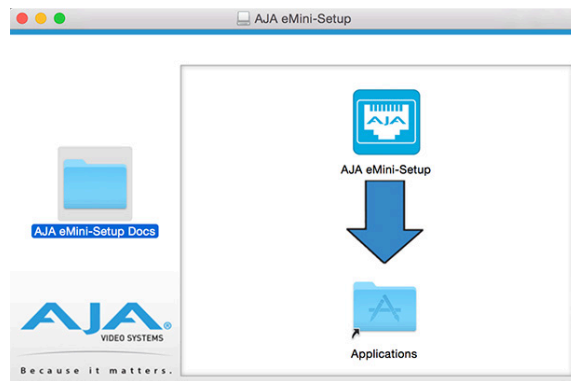 AJA eMini-Setup
AJA
AJA eMini-Setup
AJA eMini-Setup Docs
AJA®
VIDEO SYSTEMS
Because it matters.
Applications